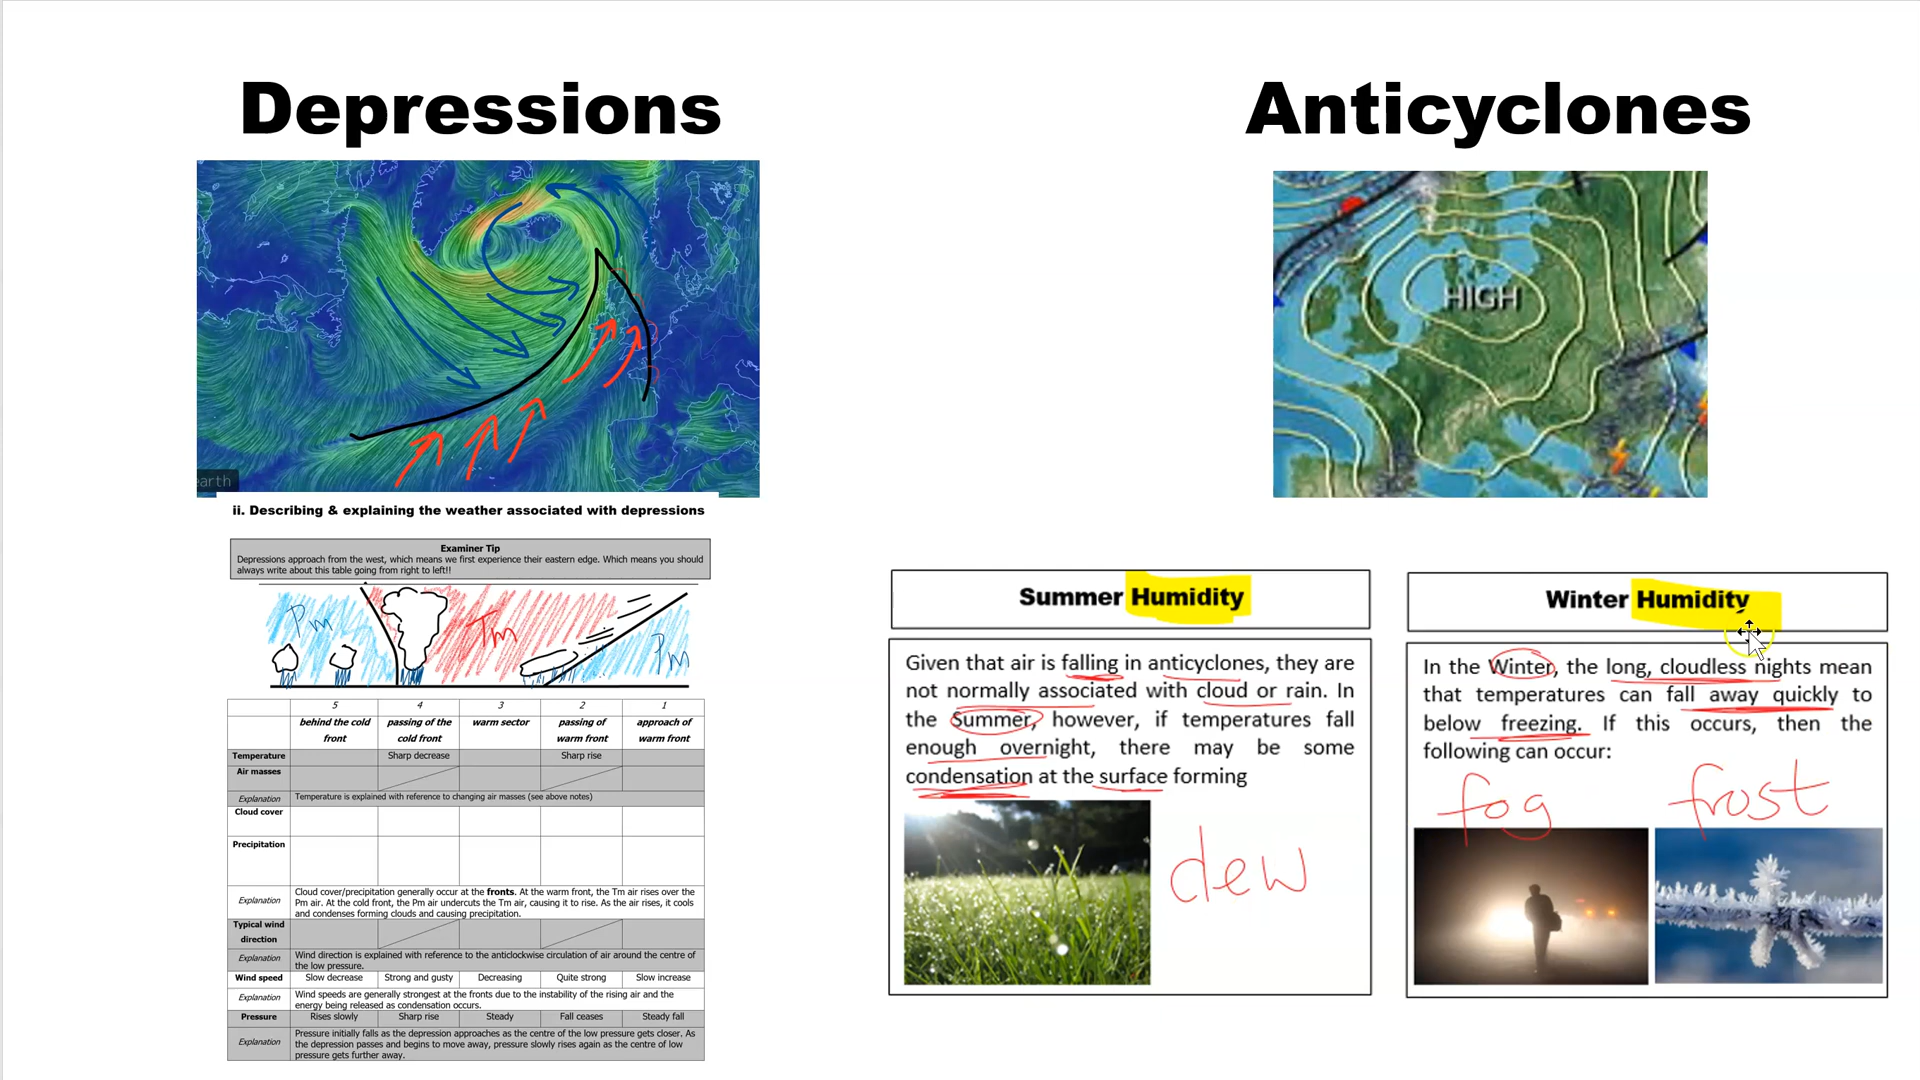 Depressions
earth
ii. Describing & explaining the weather associated with depressions
Examiner Tip
Depressions approach from the west, which means we first experience their eastern edge. Which means you should
always write about this table going from right to left!!
Pm
Tm
Pm
5 4 3 2 1
behind the cold front
passing of the cold front
warm sector
passing of warm front
approach of warm front
Temperature Sharp decrease Sharp rise
Air masses
Explanation Temperature is explained with reference to changing air masses (see above notes)
Cloud cover
Precipitation
Explanation
Cloud cover/precipitation generally occur at the fronts. At the warm front, the Tm air rises over the
Pm air. At the cold front, the Pm air undercuts the Tm air, causing it to rise. As the air rises, it cools
and condenses forming clouds and causing precipitation.
Typical wind
direction
Explanation
Wind direction is explained with reference to the anticlockwise circulation of air around the centre of
the low pressure.
Wind speed Slow decrease Strong and gusty Decreasing Quite strong Slow increase
Explanation
Wind speeds are generally strongest at the fronts due to the instability of the rising air and the
energy being released as condensation occurs.
Pressure Rises slowly Sharp rise Steady Fall ceases Steady fall
Explanation
Pressure initially falls as the depression approaches as the centre of the low pressure gets closer. As
the depression passes and begins to move away, pressure slowly rises again as the centre of low
pressure gets further away.
Anticyclones
HIGH
Summer Humidity
Given that air is falling in anticyclones, they are
not normally associated with cloud or rain. In
the Summer, however, if temperatures fall
enough overnight, there may be some
condensation at the surface forming
dew
Winter Humidity
In the Winter, the long, cloudless nights mean
that temperatures can fall away quickly to
below freezing. If this occurs, then the
following can occur:
fog
frost